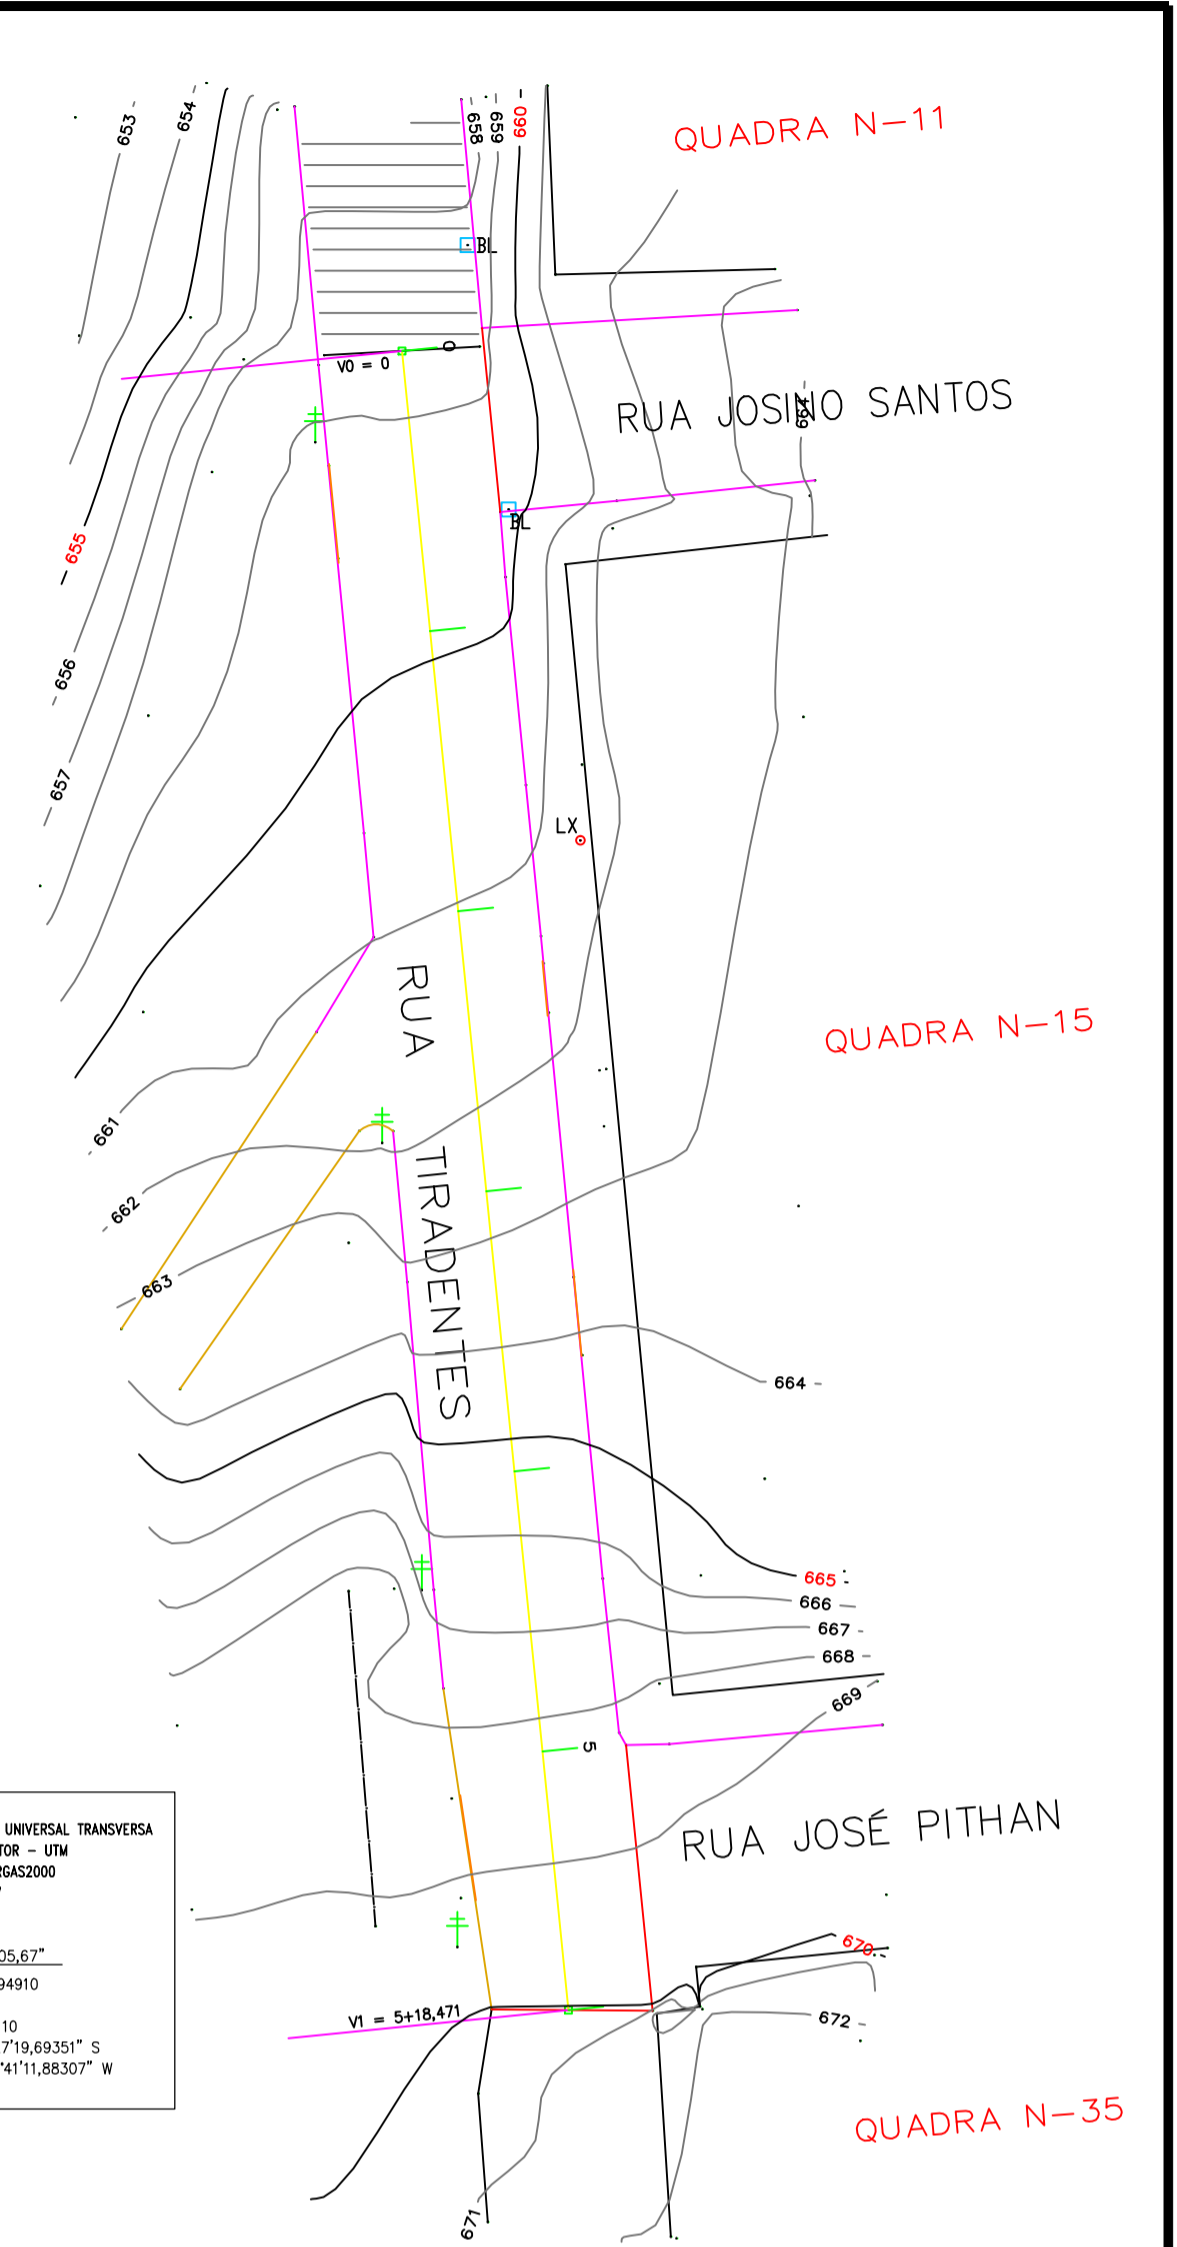 653
654
658
659
660
QUADRA N-11
BL
0
V0 = 0
RUA JOSINO SANTOS
664
BL
655
656
657
LX
RUA TIRADENTES
QUADRA N-15
661
662
663
664
665
666
667
668
669
5
RUA JOSÉ PITHAN
UNIVERSAL TRANSVERSA
TOR - UTM
RGAS2000
05,67"
94910
10
7'19,69351" S
°41'11,88307" W
670
V1 = 5+18,471
672
QUADRA N-35
671